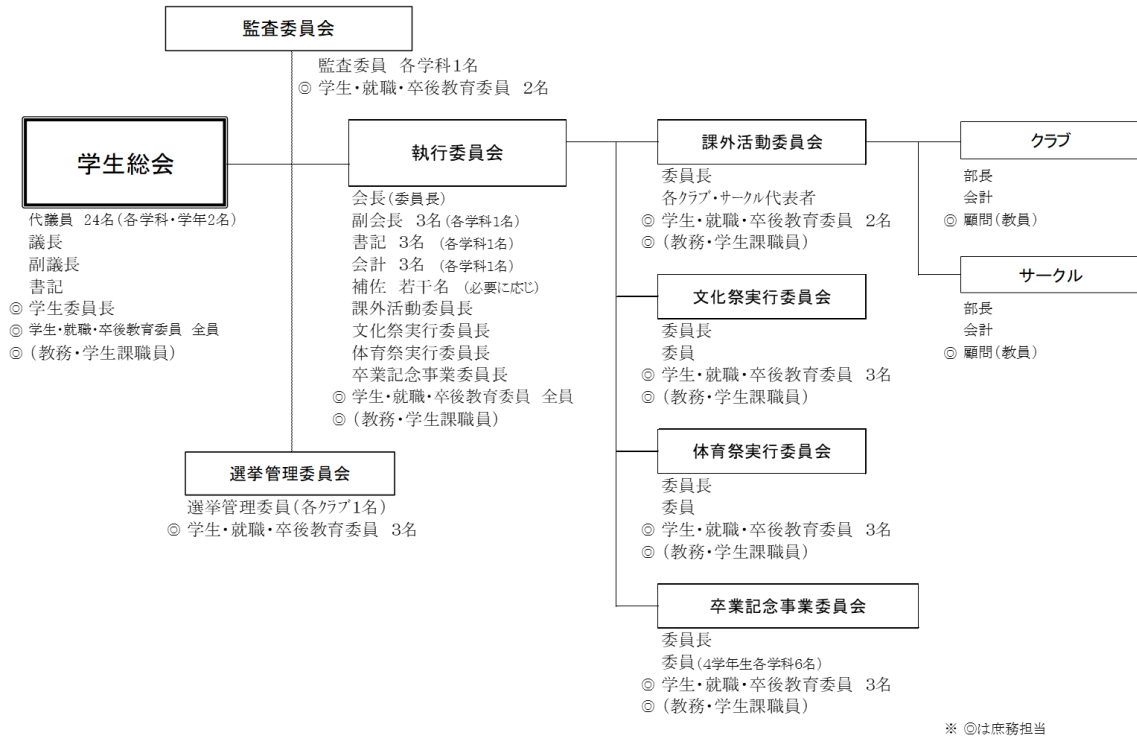 監査委員会
監査委員 各学科1名
◎ 学生・就職・卒後教育委員 2名
学生総会
代議員 24名(各学科・学年2名)
議長
副議長
書記
◎ 学生委員長
◎ 学生・就職・卒後教育委員 全員
◎ (教務・学生課職員)
執行委員会
会長(委員長)
副会長 3名(各学科1名)
書記 3名 (各学科1名)
会計 3名 (各学科1名)
補佐 若干名 (必要に応じ)
課外活動委員長
文化祭実行委員長
体育祭実行委員長
卒業記念事業委員長
◎ 学生・就職・卒後教育委員 全員
◎ (教務・学生課職員)
選挙管理委員会
選挙管理委員(各クラブ1名)
◎ 学生・就職・卒後教育委員 3名
課外活動委員会
委員長
各クラブ・サークル代表者
◎ 学生・就職・卒後教育委員 2名
◎ (教務・学生課職員)
文化祭実行委員会
委員長
委員
◎ 学生・就職・卒後教育委員 3名
◎ (教務・学生課職員)
体育祭実行委員会
委員長
委員
◎ 学生・就職・卒後教育委員 3名
◎ (教務・学生課職員)
卒業記念事業委員会
委員長
委員(4学年生各学科6名)
◎ 学生・就職・卒後教育委員 3名
◎ (教務・学生課職員)
クラブ
部長
会計
◎ 顧問(教員)
サークル
部長
会計
◎ 顧問(教員)
※ ◎は庶務担当